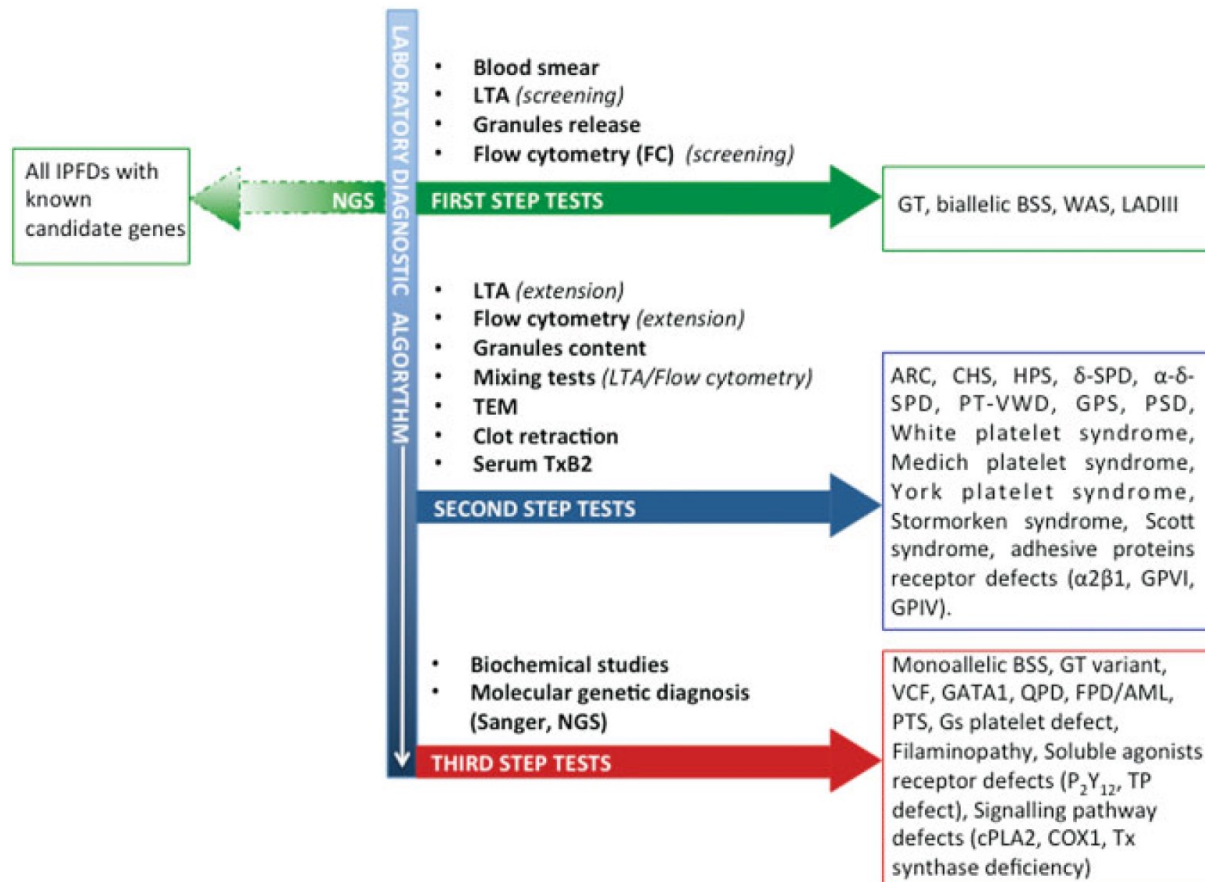 LABORATORY DIAGNOSTIC ALGORYTHM
• Blood smear
• LTA (screening)
• Granules release
• Flow cytometry (FC) (screening)
All IPFDs with
known
candidate genes
NGS
FIRST STEP TESTS
GT, biallelic BSS, WAS, LADIII
• LTA (extension)
• Flow cytometry (extension)
• Granules content
• Mixing tests (LTA/Flow cytometry)
• TEM
• Clot retraction
• Serum TxB2
SECOND STEP TESTS
ARC, CHS, HPS, δ-SPD, α-δ-
SPD, PT-VWD, GPS, PSD,
White platelet syndrome,
Medich platelet syndrome,
York platelet syndrome,
Stormorken syndrome, Scott
syndrome, adhesive proteins
receptor defects (α2β1, GPVI,
GPIV).
• Biochemical studies
• Molecular genetic diagnosis
(Sanger, NGS)
THIRD STEP TESTS
Monoallelic BSS, GT variant,
VCF, GATA1, QPD, FPD/AML,
PTS, Gs platelet defect,
Filaminopathy, Soluble agonists
receptor defects (P₂Y₁₂, TP
defect), Signalling pathway
defects (cPLA2, COX1, Tx
synthase deficiency)